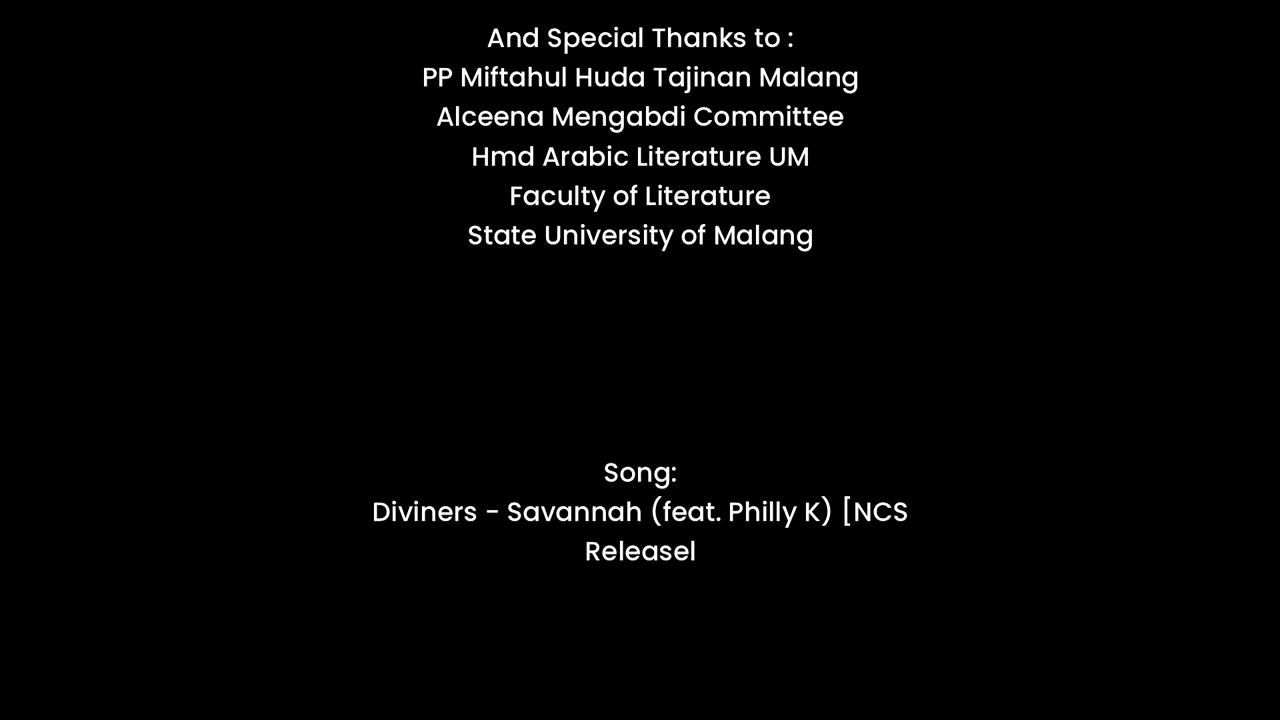 And Special Thanks to :
PP Miftahul Huda Tajinan Malang
Alceena Mengabdi Committee
Hmd Arabic Literature UM
Faculty of Literature
State University of Malang
Song:
Diviners - Savannah (feat. Philly K) [NCS
Releasel